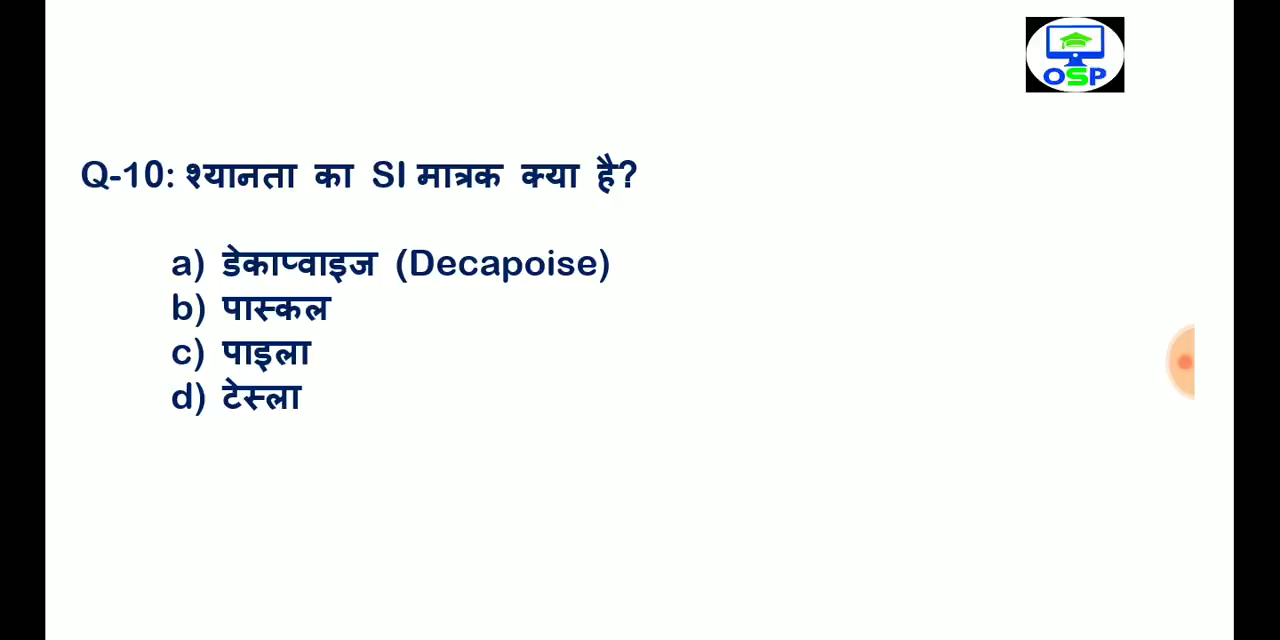 OSP
Q-10: श्यानता का SI मात्रक क्या है?
a) डेकाप्वाइज (Decapoise)
b) पास्कल
c) पाइला
d) टेस्ला